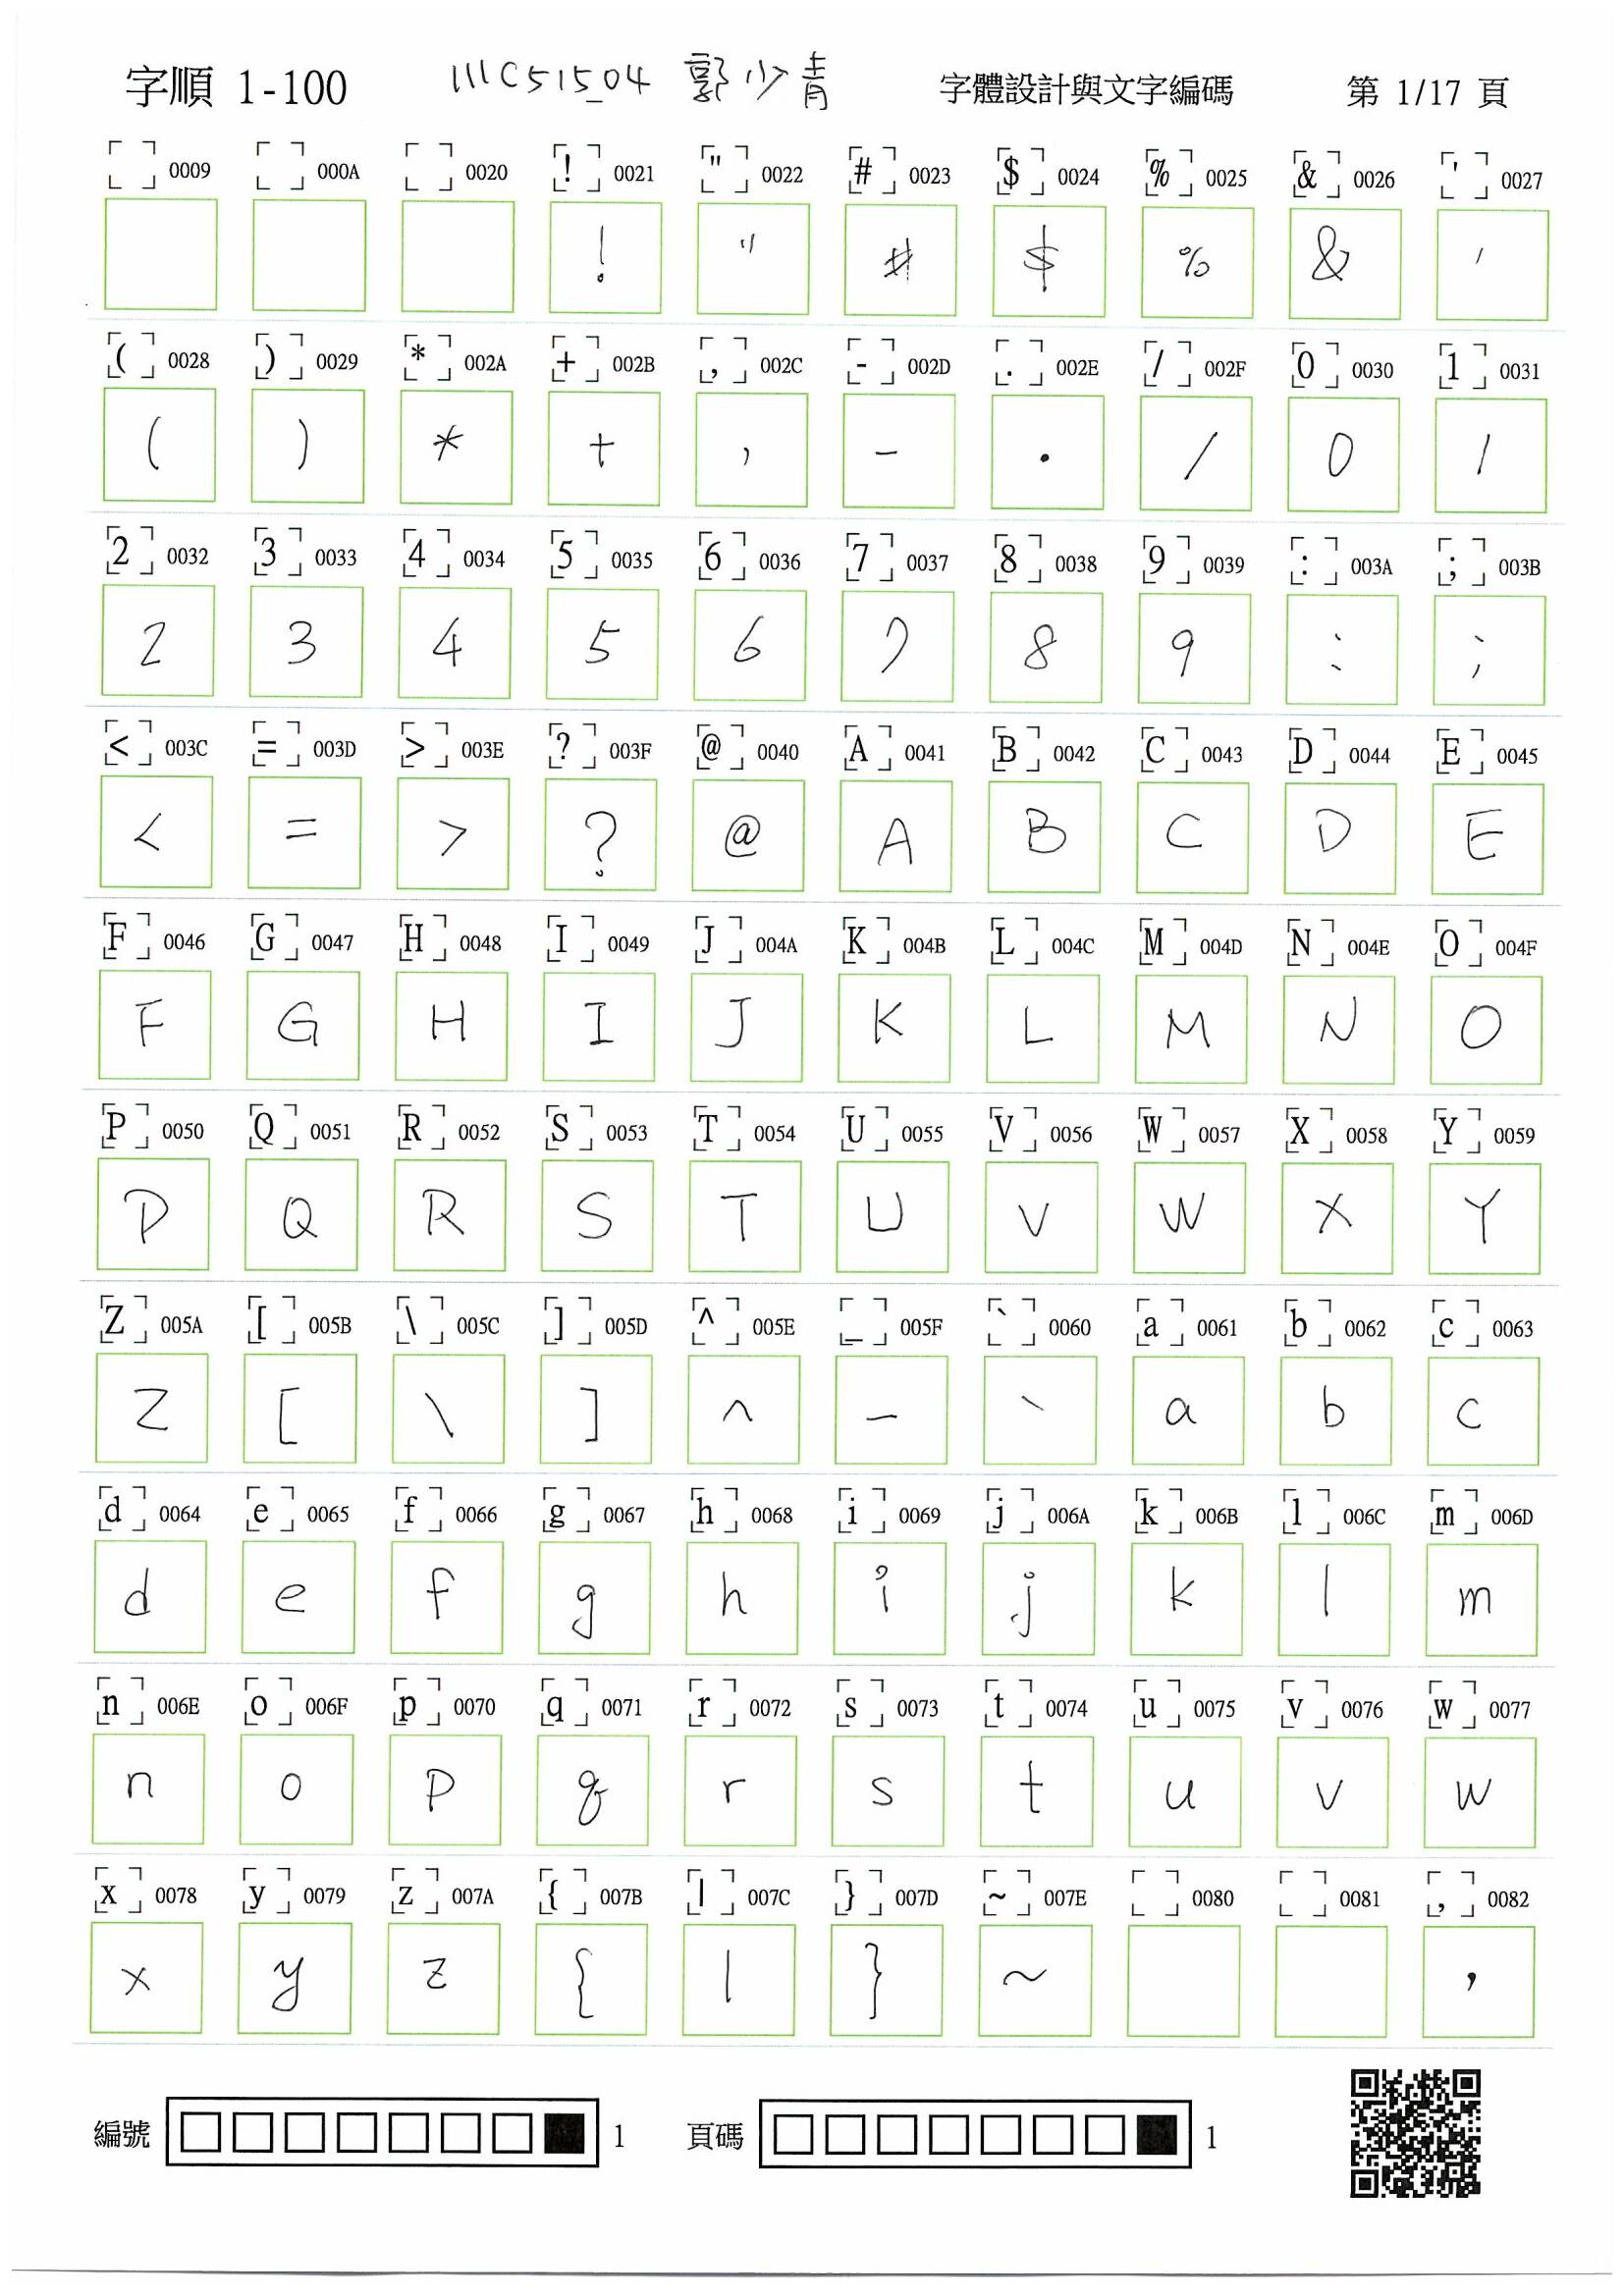 字順 1-100 111C515_04 郭少青 字體設計與文字編碼 第 1/17 頁
0009 000A 0020 ! 0021 " 0022 # 0023 $ 0024 % 0025 & 0026 ' 0027
! " # $ % & '
( 0028 ) 0029 * 002A + 002B , 002C - 002D . 002E / 002F 0 0030 1 0031
( ) * + , - . / 0 1
2 0032 3 0033 4 0034 5 0035 6 0036 7 0037 8 0038 9 0039 : 003A ; 003B
2 3 4 5 6 7 8 9 : ;
< 003C = 003D > 003E ? 003F @ 0040 A 0041 B 0042 C 0043 D 0044 E 0045
< = > ? @ A B C D E
F 0046 G 0047 H 0048 I 0049 J 004A K 004B L 004C M 004D N 004E O 004F
F G H I J K L M N O
P 0050 Q 0051 R 0052 S 0053 T 0054 U 0055 V 0056 W 0057 X 0058 Y 0059
P Q R S T U V W X Y
Z 005A [ 005B \ 005C ] 005D ^ 005E _ 005F ` 0060 a 0061 b 0062 c 0063
Z [ \ ] ^ _ ` a b c
d 0064 e 0065 f 0066 g 0067 h 0068 i 0069 j 006A k 006B l 006C m 006D
d e f g h i j k l m
n 006E o 006F p 0070 q 0071 r 0072 s 0073 t 0074 u 0075 v 0076 w 0077
n o p q r s t u v w
x 0078 y 0079 z 007A { 007B | 007C } 007D ~ 007E 0080 0081 , 0082
x y z { | } ~ ,
編號 1 頁碼 1